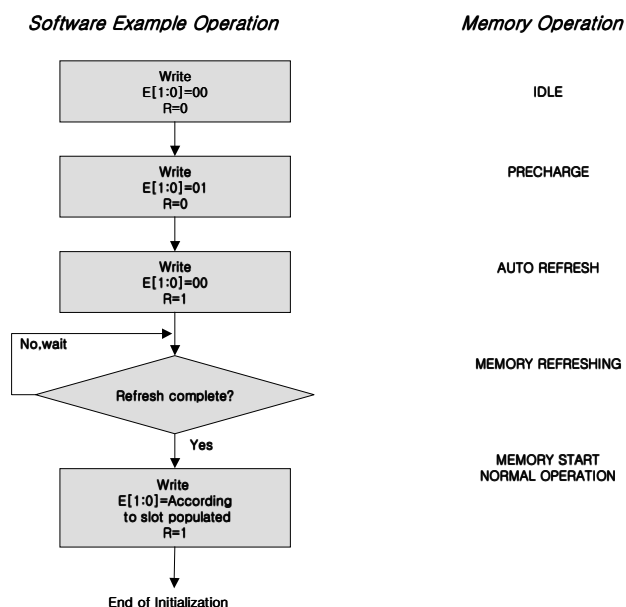 Software Example Operation
Memory Operation
Write
E[1:0]=00
R=0
IDLE
Write
E[1:0]=01
R=0
PRECHARGE
Write
E[1:0]=00
R=1
AUTO REFRESH
No,wait
Refresh complete?
MEMORY REFRESHING
Yes
Write
E[1:0]=According
to slot populated
R=1
MEMORY START
NORMAL OPERATION
End of Initialization